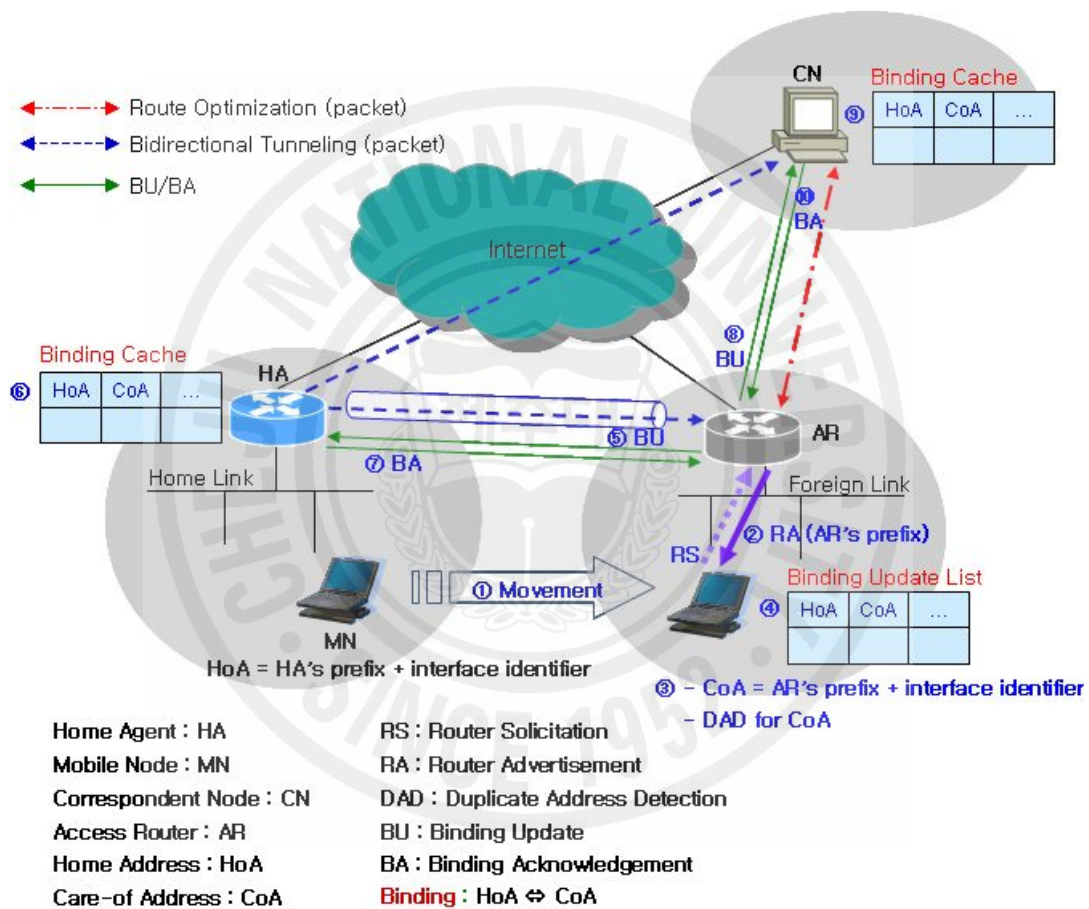 CN
Binding Cache
⑨ HoA CoA ...
Route Optimization (packet)
Bidirectional Tunneling (packet)
BU/BA
⑩
BA
Internet
⑧
BU
Binding Cache
⑥ HoA CoA ...
HA
⑤ BU
AR
⑦ BA
Home Link
Foreign Link
② RA (AR's prefix)
RS
① Movement
Binding Update List
④ HoA CoA ...
MN
HoA = HA's prefix + interface identifier
③ - CoA = AR's prefix + interface identifier
- DAD for CoA
Home Agent : HA
Mobile Node : MN
Correspondent Node : CN
Access Router : AR
Home Address : HoA
Care-of Address : CoA
RS : Router Solicitation
RA : Router Advertisement
DAD : Duplicate Address Detection
BU : Binding Update
BA : Binding Acknowledgement
Binding : HoA ⇔ CoA
NATIONAL UNIVERSITY
SINCE 1952